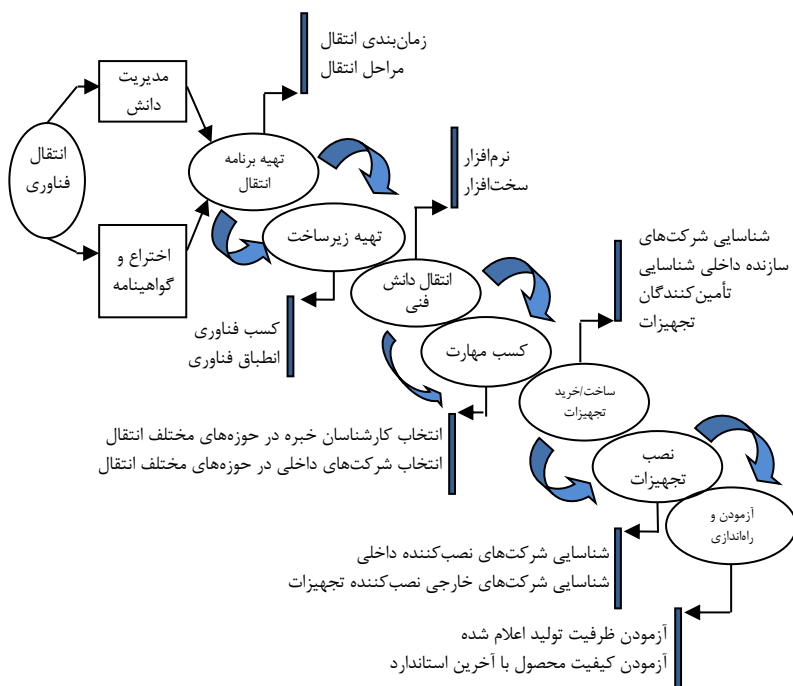 زمان‌بندی انتقال
مراحل انتقال
مدیریت
دانش
انتقال
فناوری
تهیه برنامه
انتقال
نرم‌افزار
سخت‌افزار
اختراع و
گواهینامه
تهیه زیرساخت
شناسایی شرکت‌های
سازنده داخلی شناسایی
تأمین‌کنندگان
تجهیزات
انتقال دانش
فنی
کسب فناوری
انطباق فناوری
کسب مهارت
ساخت/خرید
تجهیزات
انتخاب کارشناسان خبره در حوزه‌های مختلف انتقال
انتخاب شرکت‌های داخلی در حوزه‌های مختلف انتقال
نصب
تجهیزات
آزمودن و
راه‌اندازی
شناسایی شرکت‌های نصب‌کننده داخلی
شناسایی شرکت‌های خارجی نصب‌کننده تجهیزات
آزمودن ظرفیت تولید اعلام شده
آزمودن کیفیت محصول با آخرین استاندارد